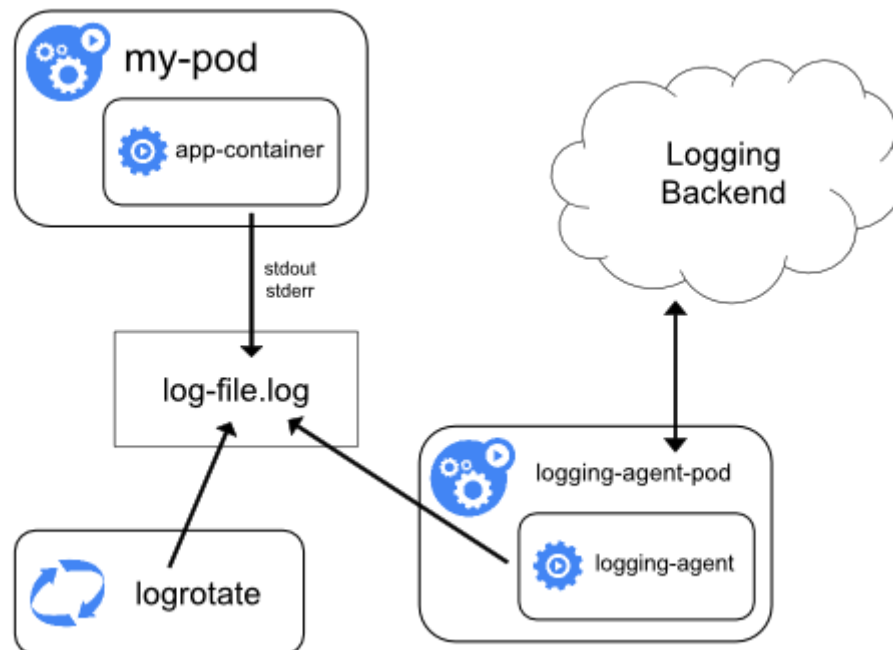 my-pod
app-container
Logging
Backend
stdout
stderr
log-file.log
logging-agent-pod
logging-agent
logrotate